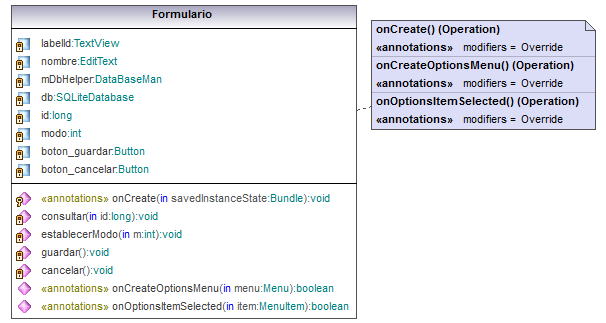 Formulario
labelId:TextView
nombre:EditText
mDbHelper:DataBaseMan
db:SQLiteDatabase
id:long
modo:int
boton_guardar:Button
boton_cancelar:Button
«annotations» onCreate(in savedInstanceState:Bundle):void
consultar(in id:long):void
establecerModo(in m:int):void
guardar():void
cancelar():void
«annotations» onCreateOptionsMenu(in menu:Menu):boolean
«annotations» onOptionsItemSelected(in item:MenuItem):boolean
onCreate() (Operation)
«annotations» modifiers = Override
onCreateOptionsMenu() (Operation)
«annotations» modifiers = Override
onOptionsItemSelected() (Operation)
«annotations» modifiers = Override